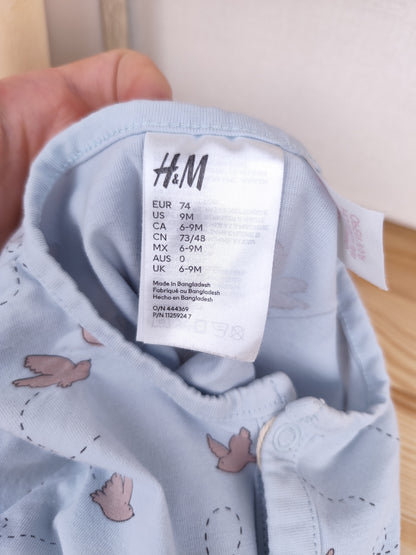 H&M
EUR 74
US 9M
CA 6-9M
CN 73/48
MX 6-9M
AUS 0
UK 6-9M
Made in Bangladesh
Fabriqué au Bangladesh
Hecho en Bangladesh
O/N 444369
P/N 1125924 7